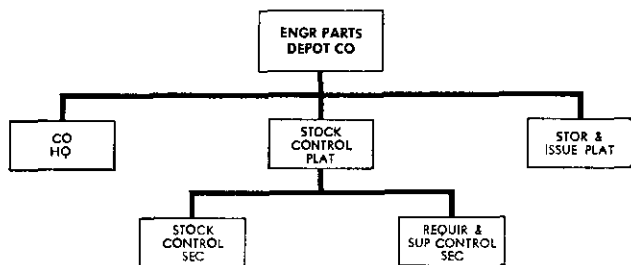 ENGR PARTS
DEPOT CO
CO
HQ
STOCK
CONTROL
PLAT
STOR &
ISSUE PLAT
STOCK
CONTROL
SEC
REQUIR &
SUP CONTROL
SEC